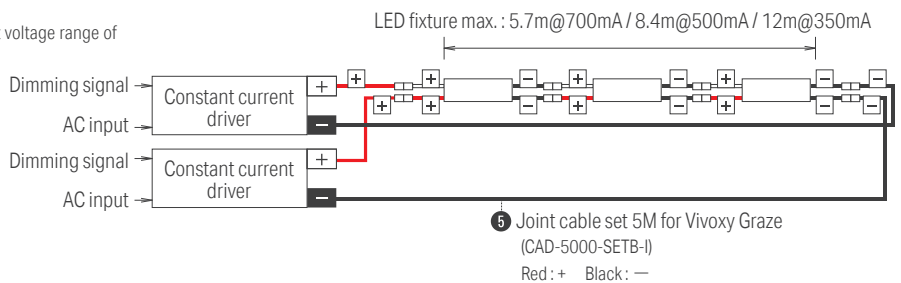 LED fixture max. : 5.7m@700mA / 8.4m@500mA / 12m@350mA
voltage range of
Dimming signal
AC input
Constant current
driver
+
−
+ + − + − + − −
+ + − + − + − −
Dimming signal
AC input
Constant current
driver
+
−
5 Joint cable set 5M for Vivoxy Graze
(CAD-5000-SETB-I)
Red : + Black : −